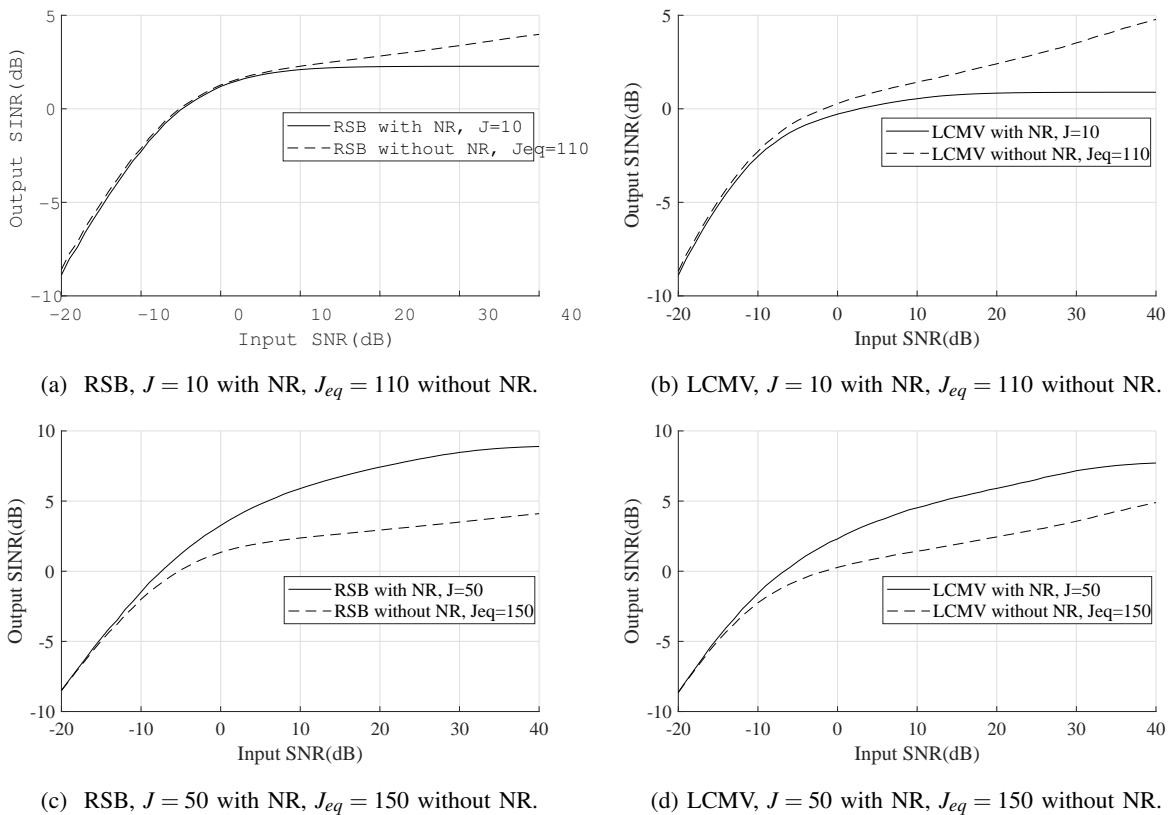 5
0
−5
−10
Output SINR(dB)
RSB with NR, J=10
RSB without NR, Jeq=110
−20 −10 0 10 20 30 40
Input SNR(dB)
(a) RSB, J = 10 with NR, J_eq = 110 without NR.
5
0
-5
-10
Output SINR(dB)
LCMV with NR, J=10
LCMV without NR, Jeq=110
-20 -10 0 10 20 30 40
Input SNR(dB)
(b) LCMV, J = 10 with NR, J_eq = 110 without NR.
10
5
0
-5
-10
Output SINR(dB)
RSB with NR, J=50
RSB without NR, Jeq=150
-20 -10 0 10 20 30 40
Input SNR(dB)
(c) RSB, J = 50 with NR, J_eq = 150 without NR.
10
5
0
-5
-10
Output SINR(dB)
LCMV with NR, J=50
LCMV without NR, Jeq=150
-20 -10 0 10 20 30 40
Input SNR(dB)
(d) LCMV, J = 50 with NR, J_eq = 150 without NR.